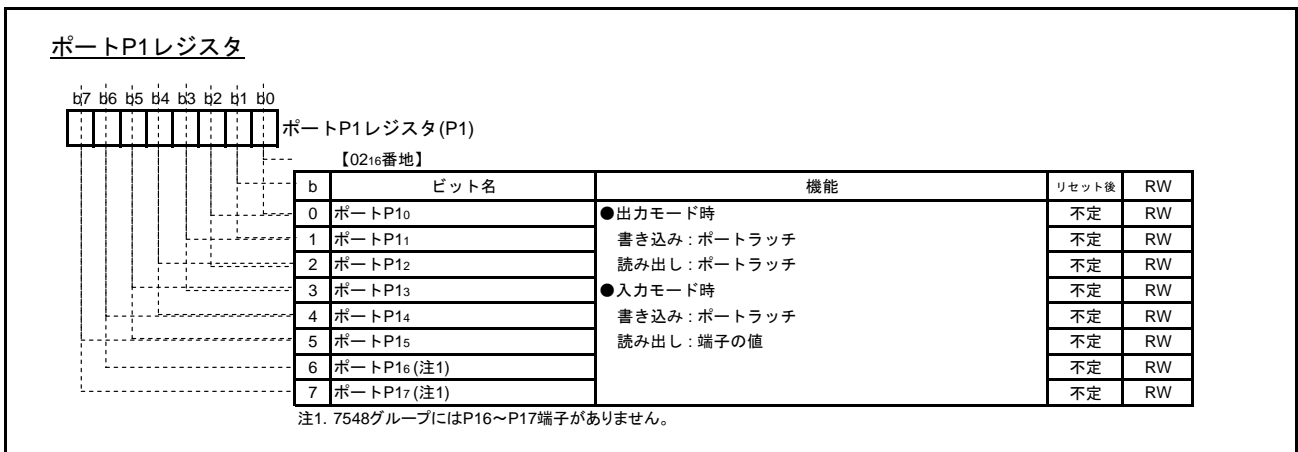 ポートP1レジスタ
b7 b6 b5 b4 b3 b2 b1 b0
ポートP1レジスタ(P1)
【0216番地】
b ビット名 機能 リセット後 RW
0 ポートP10 ●出力モード時 不定 RW
1 ポートP11 書き込み : ポートラッチ 不定 RW
2 ポートP12 読み出し : ポートラッチ 不定 RW
3 ポートP13 ●入力モード時 不定 RW
4 ポートP14 書き込み : ポートラッチ 不定 RW
5 ポートP15 読み出し : 端子の値 不定 RW
6 ポートP16 (注1) 不定 RW
7 ポートP17 (注1) 不定 RW
注1. 7548グループにはP16～P17端子がありません。